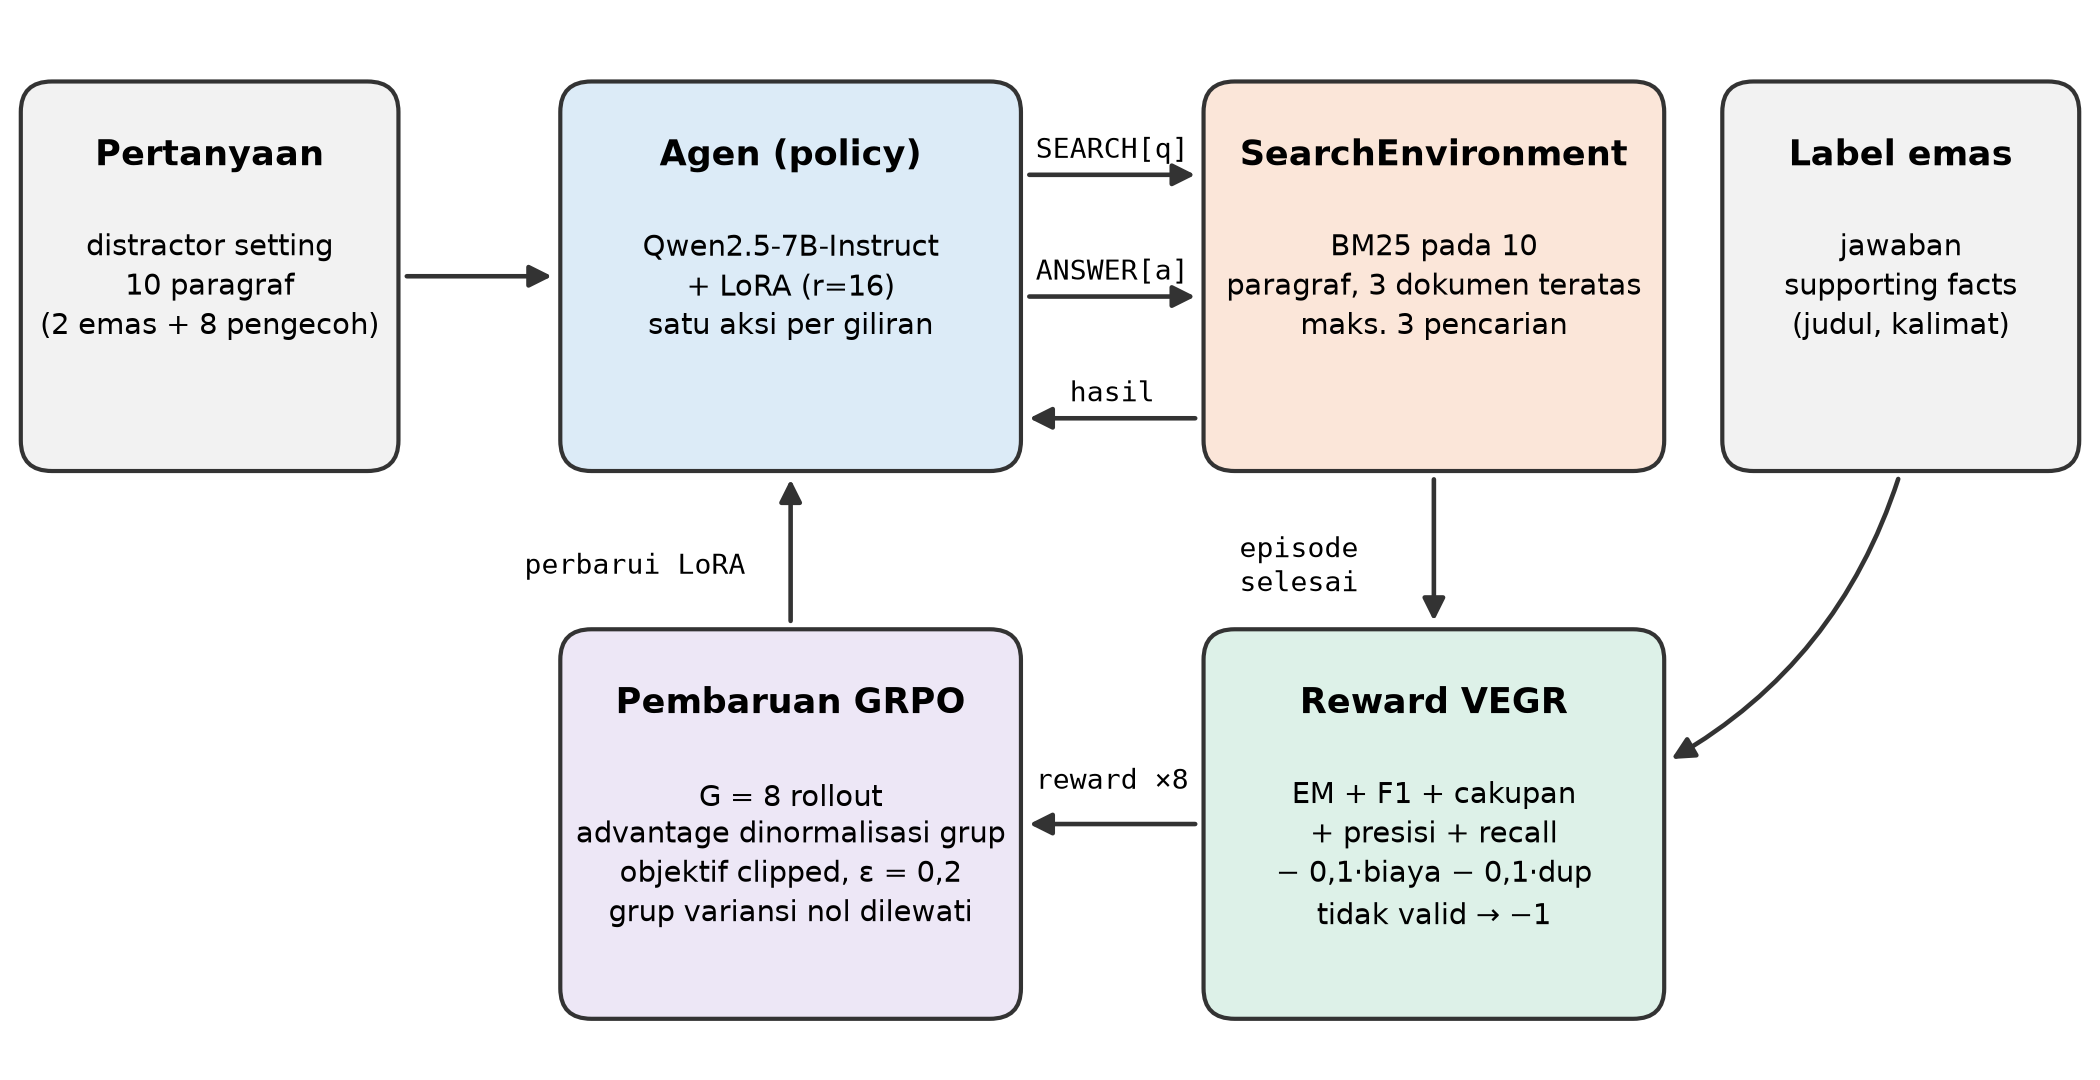 Pertanyaan
distractor setting
10 paragraf
(2 emas + 8 pengecoh)
Agen (policy)
Qwen2.5-7B-Instruct
+ LoRA (r=16)
satu aksi per giliran
SEARCH[q]
ANSWER[a]
hasil
SearchEnvironment
BM25 pada 10
paragraf, 3 dokumen teratas
maks. 3 pencarian
Label emas
jawaban
supporting facts
(judul, kalimat)
perbarui LoRA
episode
selesai
Pembaruan GRPO
G = 8 rollout
advantage dinormalisasi grup
objektif clipped, ε = 0,2
grup variansi nol dilewati
reward ×8
Reward VEGR
EM + F1 + cakupan
+ presisi + recall
− 0,1·biaya − 0,1·dup
tidak valid → −1